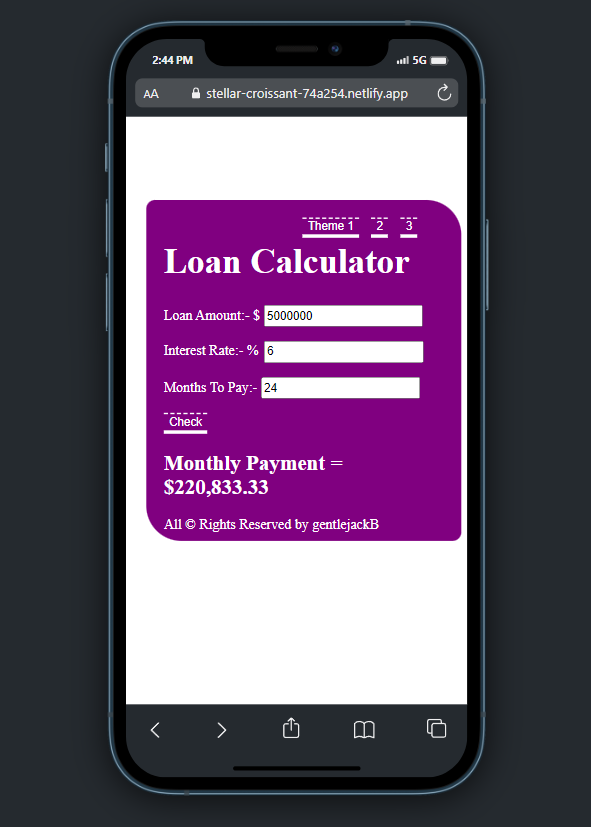 2:44 PM 5G
AA stellar-croissant-74a254.netlify.app
Theme 1 2 3
Loan Calculator
Loan Amount:- $ 5000000
Interest Rate:- % 6
Months To Pay:- 24
Check
Monthly Payment =
$220,833.33
All © Rights Reserved by gentlejackB